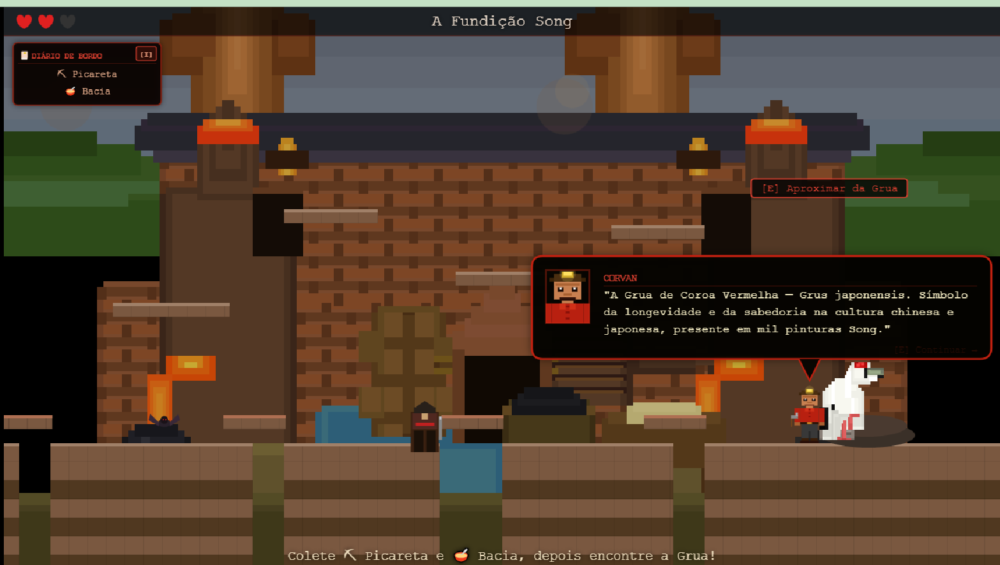 A Fundição Song
DIÁRIO DE BORDO
[I]
Picareta
Bacia
[E] Aproximar da Grua
CORVAN
"A Grua de Coroa Vermelha — Grus japonensis. Símbolo
da longevidade e da sabedoria na cultura chinesa e
japonesa, presente em mil pinturas Song."
[E] Continuar →
Colete ⛏ Picareta e 🥣 Bacia, depois encontre a Grua!